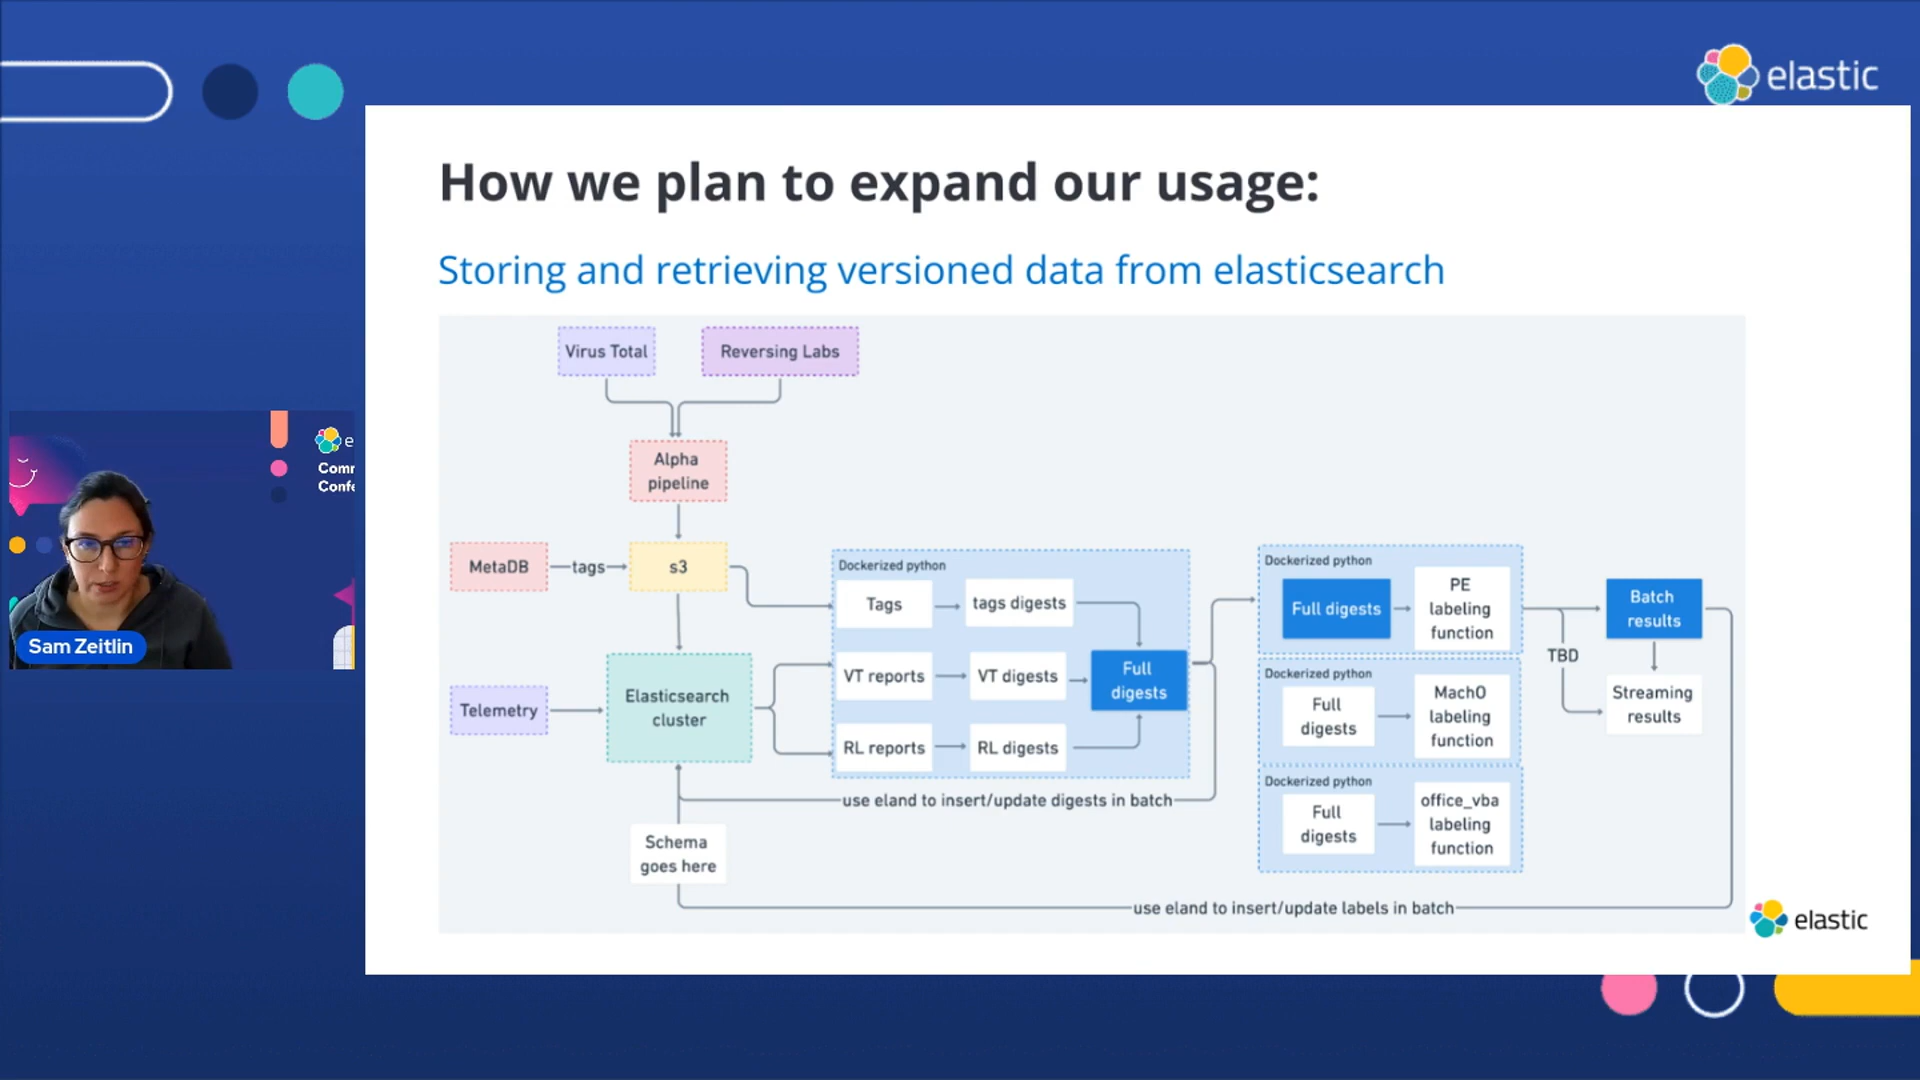 elastic
How we plan to expand our usage:
Storing and retrieving versioned data from elasticsearch
Virus Total
Reversing Labs
Alpha
pipeline
MetaDB
tags
s3
Telemetry
Elasticsearch
cluster
Schema
goes here
Dockerized python
Tags
tags digests
VT reports
VT digests
RL reports
RL digests
Full
digests
use eland to insert/update digests in batch
Dockerized python
Full digests
PE
labeling
function
Dockerized python
Full
digests
MachO
labeling
function
Dockerized python
Full
digests
office_vba
labeling
function
TBD
Batch
results
Streaming
results
use eland to insert/update labels in batch
elastic
e
Comm
Confe
Sam Zeitlin